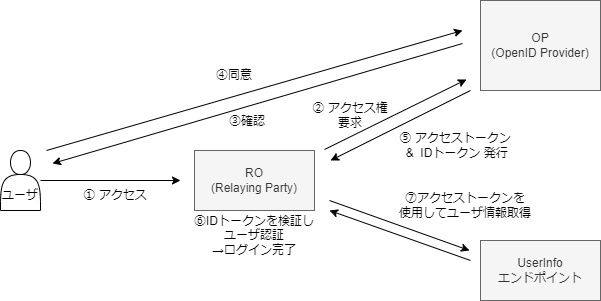 OP
(OpenID Provider)
④同意
③確認
② アクセス権
要求
⑤ アクセストークン
& IDトークン 発行
ユーザ
① アクセス
RO
(Relaying Party)
⑥IDトークンを検証し
ユーザ認証
→ログイン完了
⑦アクセストークンを
使用してユーザ情報取得
UserInfo
エンドポイント